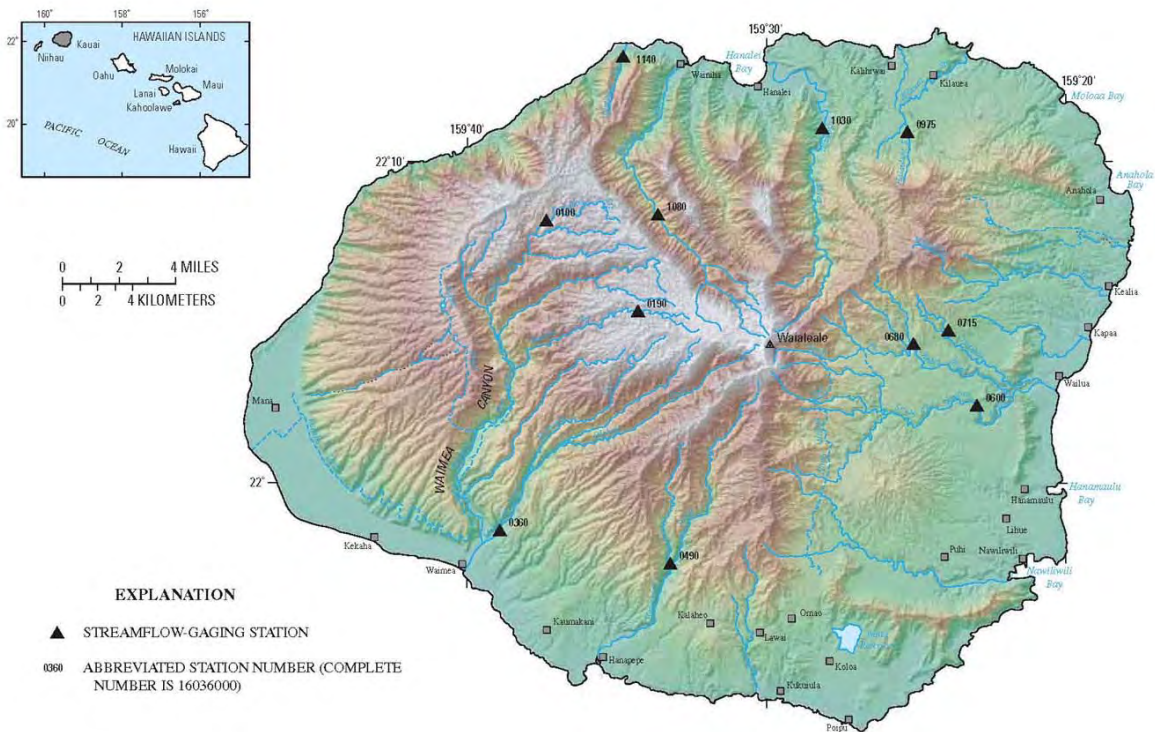 160°
158°
156°
HAWAIIAN ISLANDS
22°
Kauai
Niihau
Oahu
Molokai
Lanai
Maui
Kahoolawe
20°
PACIFIC OCEAN
Hawaii
0 2 4 MILES
0 2 4 KILOMETERS
159°30'
159°20'
159°40'
22°10'
22°
1140
Wainiha
Hanalei
Bay
Hanalei
Kalihiwai
Kilauea
Moloaa Bay
1030
0975
Anahola
Bay
Anahola
0100
1080
0190
Waialeale
0680
0715
Kealia
Kapaa
Wailua
0600
Mana
WAIMEA CANYON
Hanamaulu
Hanamaulu
Bay
Lihue
0360
0490
Kekaha
Waimea
Puhi
Nawiliwili
Nawiliwili
Bay
Kaumakani
Kalaheo
Omao
Lawai
Hanapepe
Koloa
Kukuiula
Poipu
EXPLANATION
STREAMFLOW-GAGING STATION
0360 ABBREVIATED STATION NUMBER (COMPLETE
NUMBER IS 16036000)